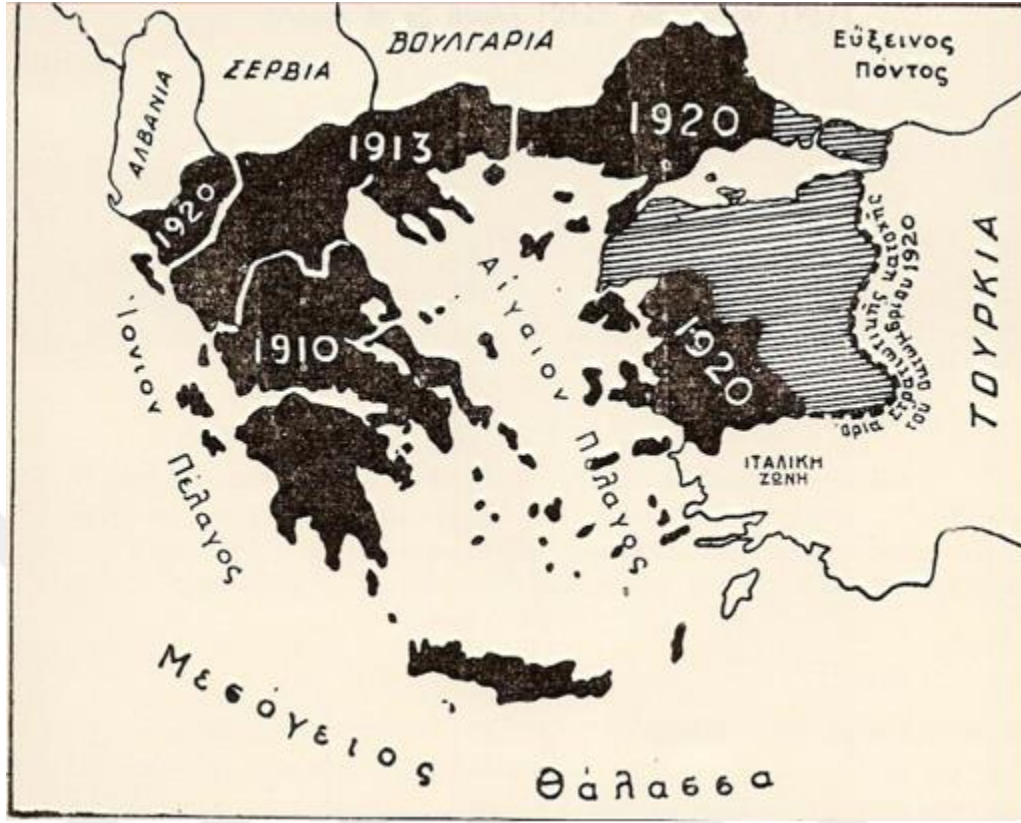 ΒΟΥΛΓΑΡΙΑ
Εὔξεινος
Πόντος
ΣΕΡΒΙΑ
ΑΛΒΑΝΙΑ
1920
1913
1920
1910
1920
Αἰγαῖον
Πέλαγος
Ἰόνιον
Πέλαγος
ΤΟΥΡΚΙΑ
Ὅρια Στρατιωτικῆς κατοχῆς
τοῦ
1920
ΙΤΑΛΙΚΗ
ΖΩΝΗ
Μεσόγειος Θάλασσα